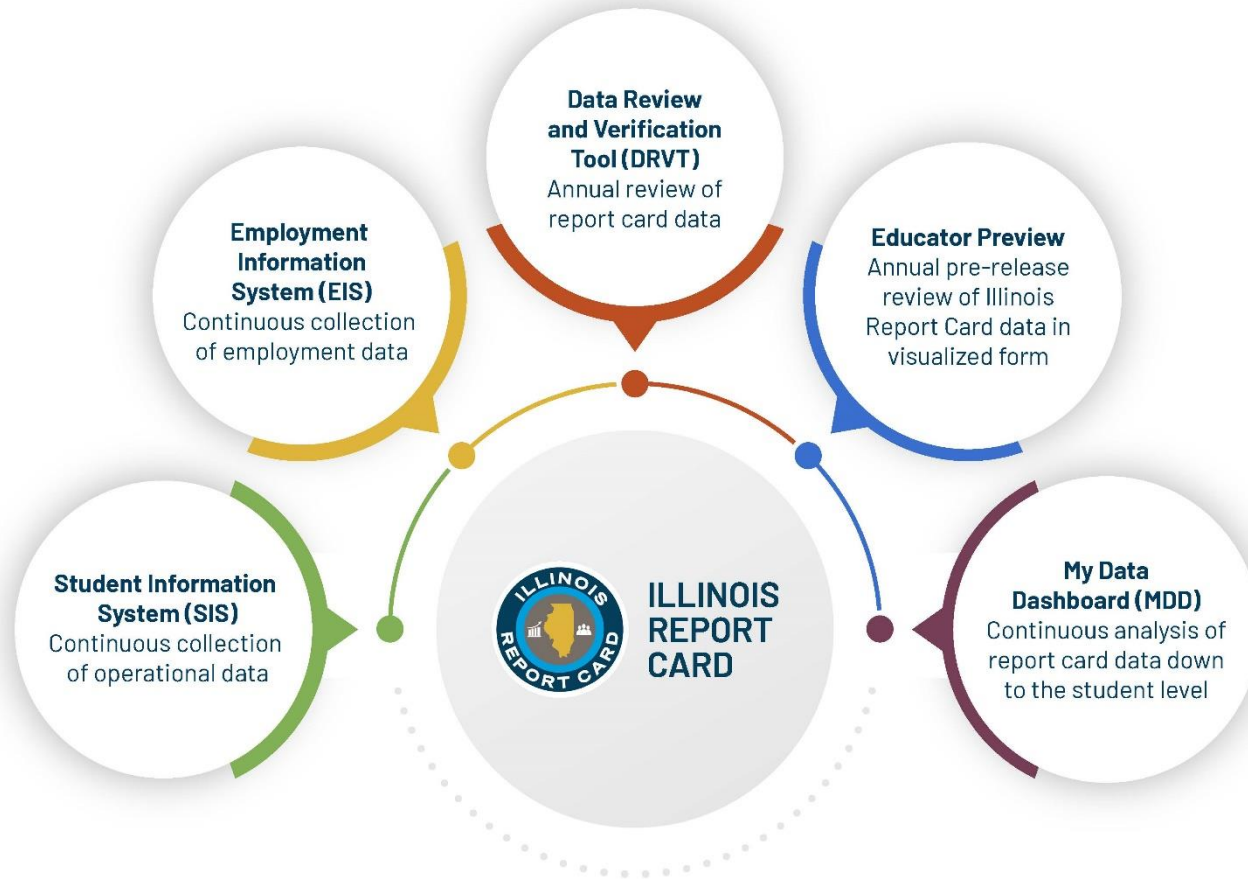 Data Review
and Verification
Tool (DRVT)
Annual review of
report card data
Employment
Information
System (EIS)
Continuous collection
of employment data
Educator Preview
Annual pre-release
review of Illinois
Report Card data in
visualized form
Student Information
System (SIS)
Continuous collection
of operational data
ILLINOIS
REPORT CARD
ILLINOIS
REPORT
CARD
My Data
Dashboard (MDD)
Continuous analysis of
report card data down
to the student level